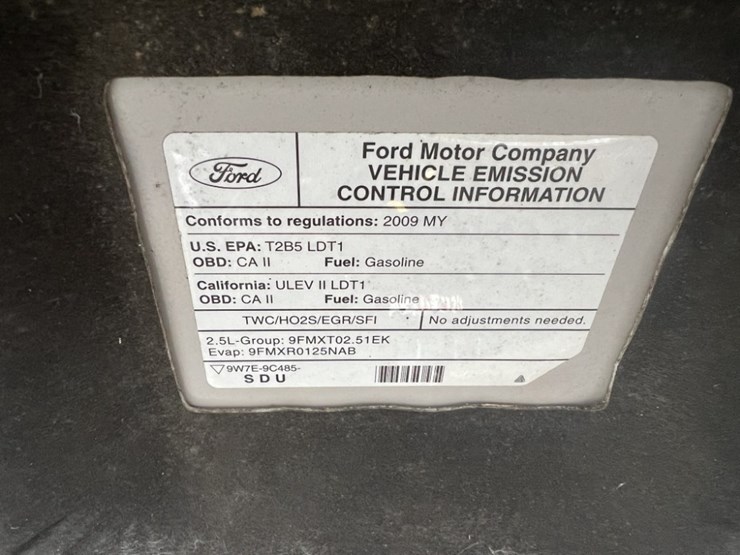 Ford
Ford Motor Company
VEHICLE EMISSION
CONTROL INFORMATION
Conforms to regulations: 2009 MY
U.S. EPA: T2B5 LDT1
OBD: CA II Fuel: Gasoline
California: ULEV II LDT1
OBD: CA II Fuel: Gasoline
TWC/HO2S/EGR/SFI No adjustments needed.
2.5L-Group: 9FMXT02.51EK
Evap: 9FMXR0125NAB
9W7E-9C485-
SDU